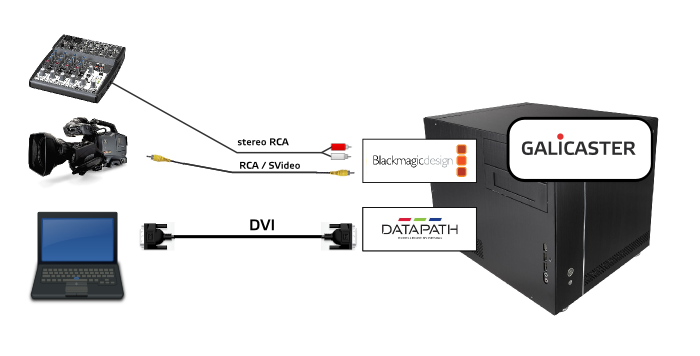 stereo RCA
RCA / SVideo
Blackmagicdesign
GALICASTER
DVI
DATAPATH